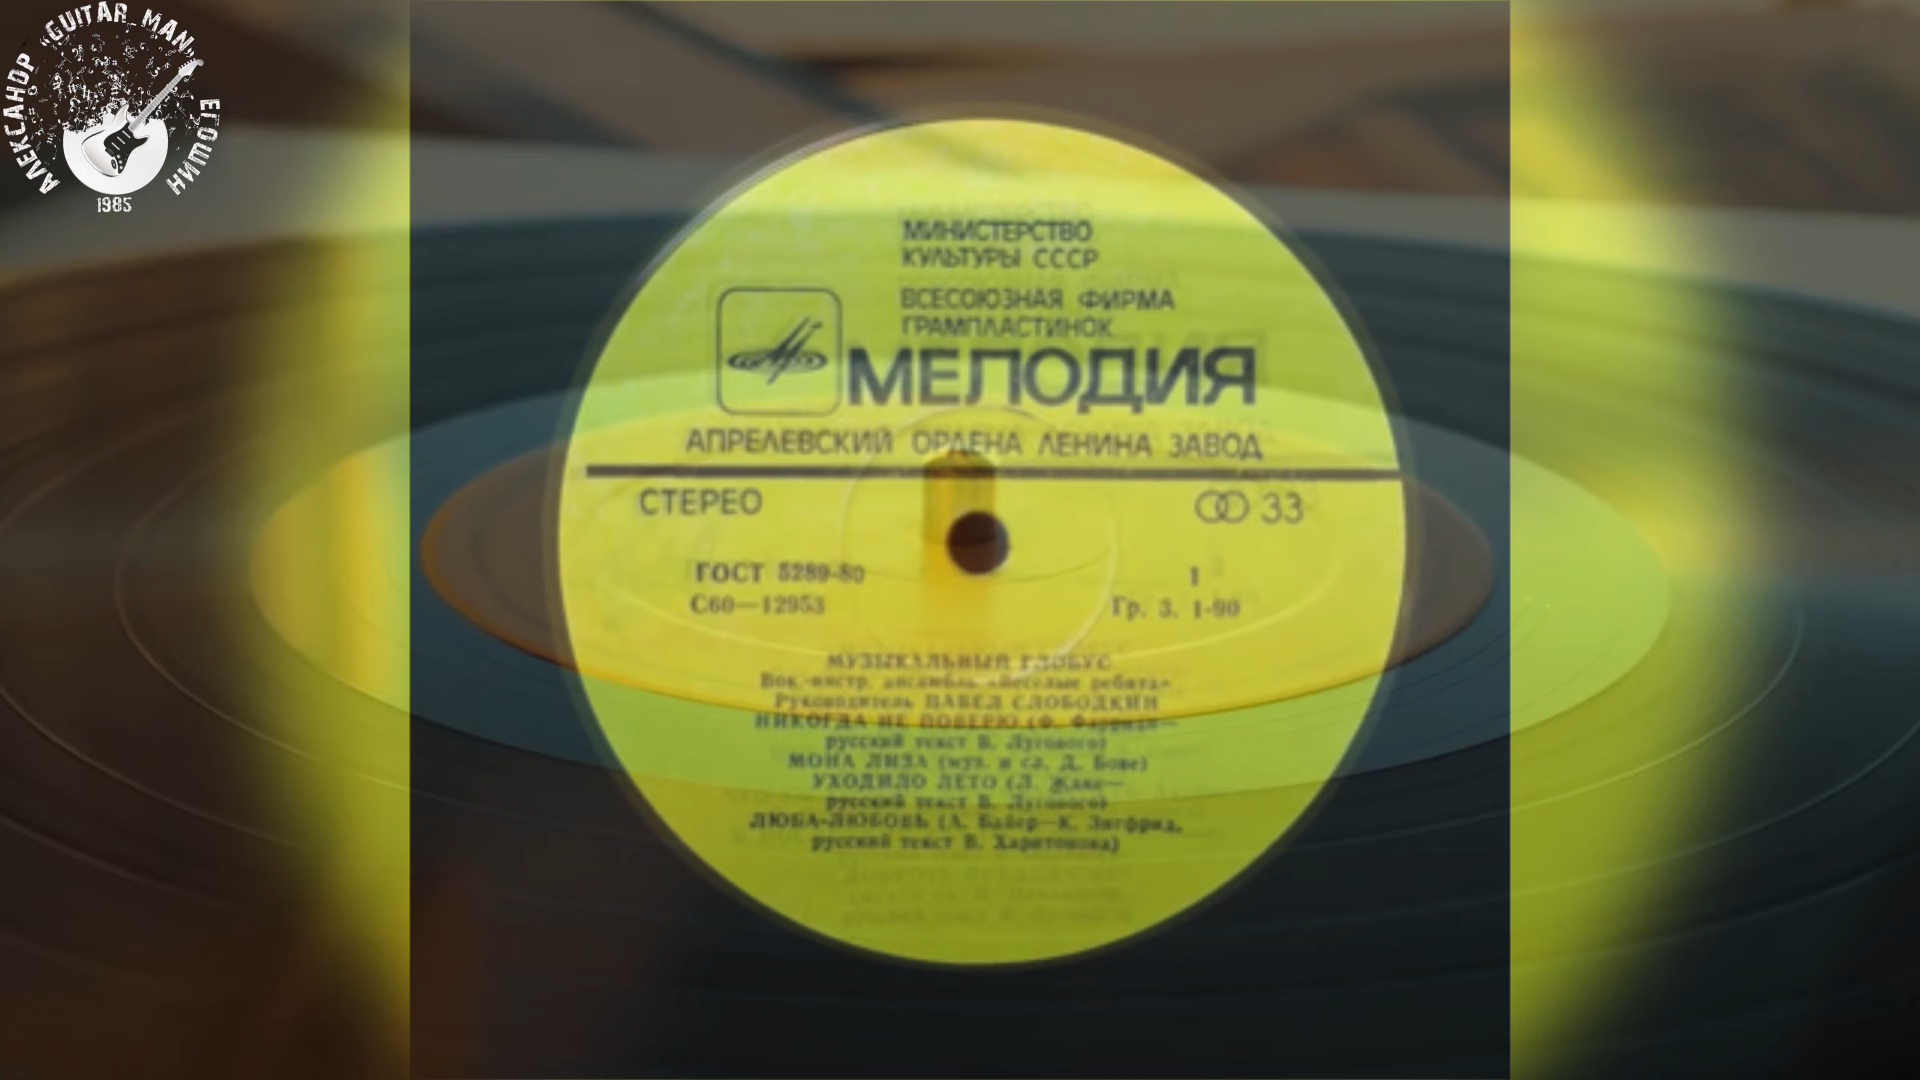 АЛЕКСАНДР "GUITAR_MAN" ЕГОШИН
1985
МИНИСТЕРСТВО
КУЛЬТУРЫ СССР
ВСЕСОЮЗНАЯ ФИРМА
ГРАМПЛАСТИНОК
МЕЛОДИЯ
АПРЕЛЕВСКИЙ ОРДЕНА ЛЕНИНА ЗАВОД
СТЕРЕО 33
ГОСТ 5289-80 1
С60—12953 Гр. 3. 1-90
МУЗЫКАЛЬНЫЙ ГЛОБУС
Вок.-инстр. ансамбль «Веселые ребята»
Руководитель ПАВЕЛ СЛОБОДКИН
НИКОГДА НЕ ПОВЕРЮ (Ф.
русский текст В. Лугового)
МОНА ЛИЗА (муз. и сл. Д. Бове)
УХОДИЛО ЛЕТО (Л. Жаке—
русский текст В. Лугового)
ЛЮБА-ЛЮБОВЬ (А. Байер—К. Зигфрид,
русский текст В. Харитонова)